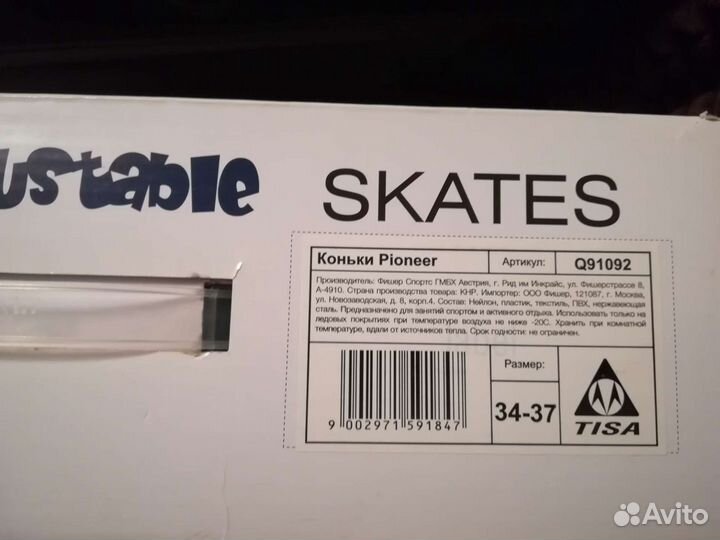 ustable SKATES
Коньки Pioneer Артикул: Q91092
Производитель: Фишер Спортс ГМБХ Австрия, г. Рид им Инкрайс, ул. Фишерстрассе 8,
А-4910. Страна производства товара: КНР. Импортер: ООО Фишер, 121087, г. Москва,
ул. Новозаводская, д. 8, корп.4. Состав: Нейлон, пластик, текстиль, ПВХ, нержавеющая
сталь. Предназначено для занятий спортом и активного отдыха. Использовать только на
ледовых покрытиях при температуре воздуха не ниже -20С. Хранить при комнатной
температуре, вдали от источников тепла. Срок годности: не ограничен.
Размер:
34-37
TISA
9 002971 591847
Avito